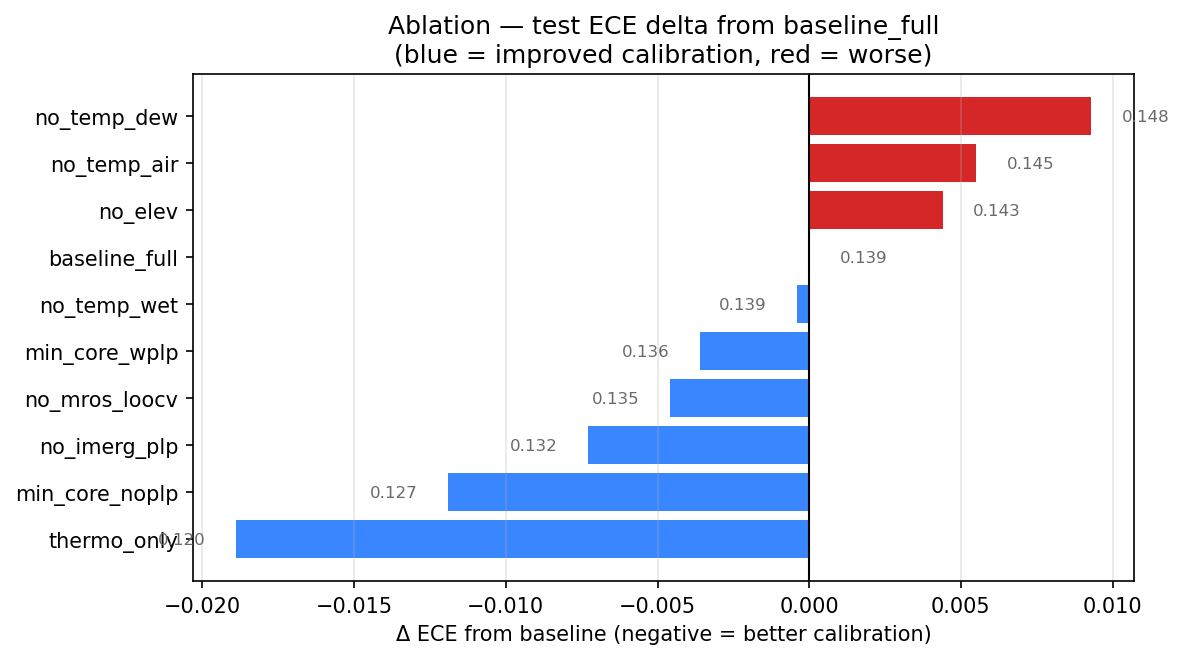 Ablation — test ECE delta from baseline_full
(blue = improved calibration, red = worse)
no_temp_dew 0.148
no_temp_air 0.145
no_elev 0.143
baseline_full 0.139
no_temp_wet 0.139
min_core_wplp 0.136
no_mros_loocv 0.135
no_imerg_plp 0.132
min_core_noplp 0.127
thermo_only 0.120
−0.020 −0.015 −0.010 −0.005 0.000 0.005 0.010
Δ ECE from baseline (negative = better calibration)